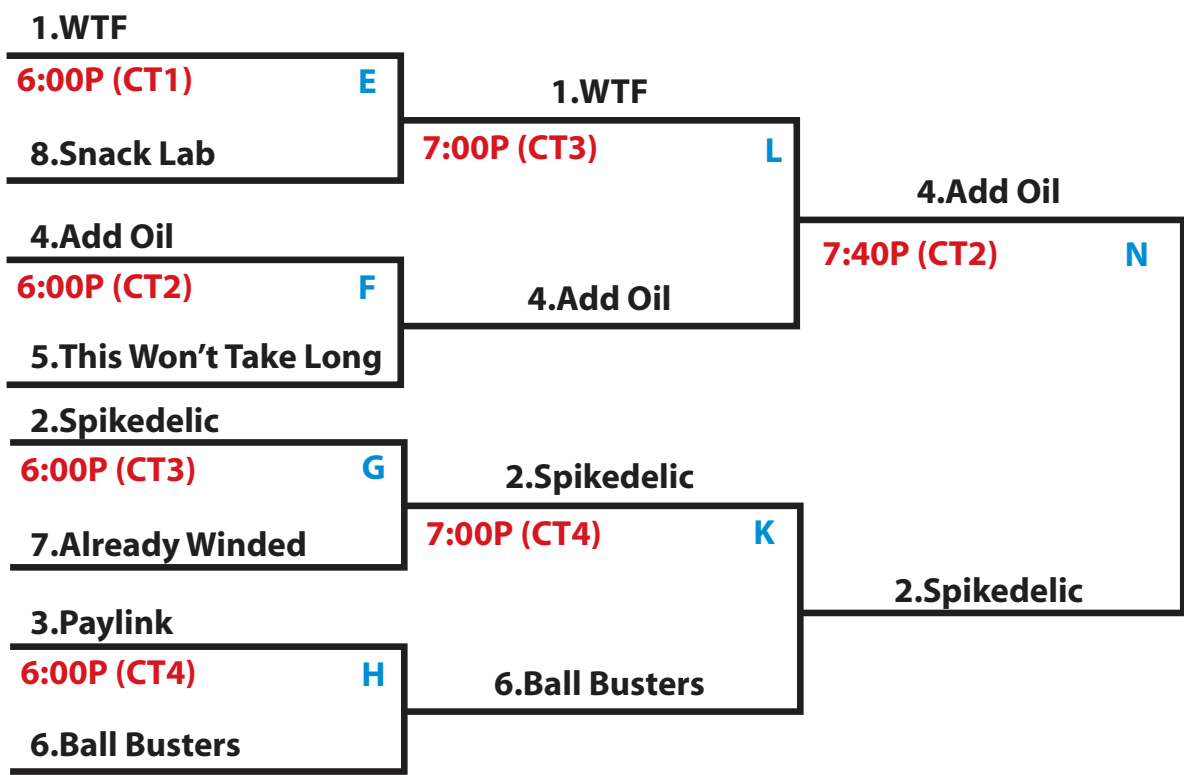 1.WTF
6:00P (CT1) E
8.Snack Lab
4.Add Oil
6:00P (CT2) F
5.This Won’t Take Long
2.Spikedelic
6:00P (CT3) G
7.Already Winded
3.Paylink
6:00P (CT4) H
6.Ball Busters
1.WTF
7:00P (CT3) L
4.Add Oil
2.Spikedelic
7:00P (CT4) K
6.Ball Busters
4.Add Oil
7:40P (CT2) N
2.Spikedelic